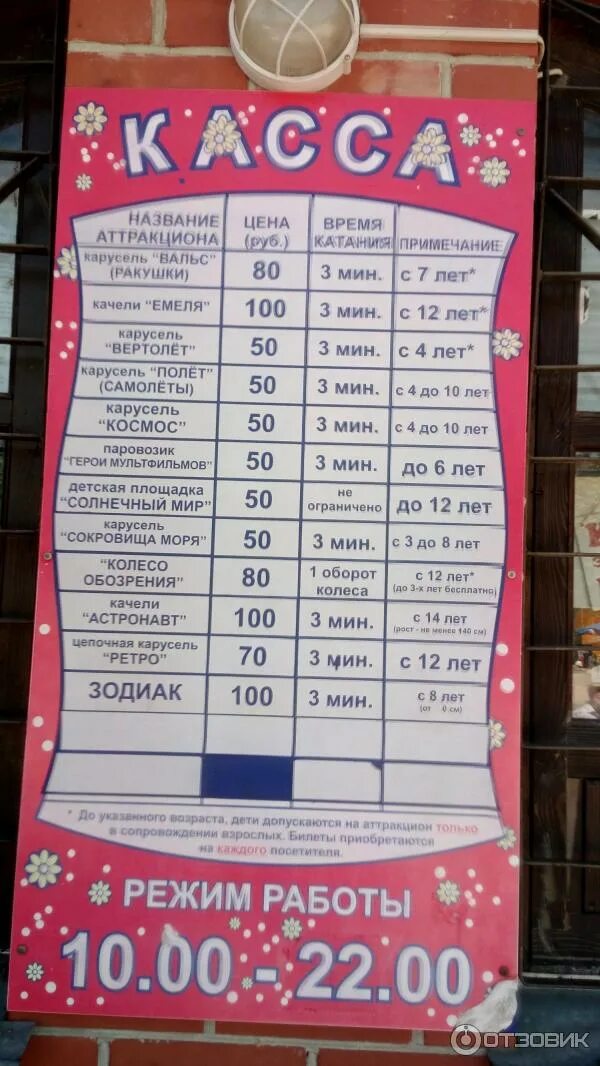 КАССА
НАЗВАНИЕ АТТРАКЦИОНА ЦЕНА (руб.) ВРЕМЯ КАТАНИЯ ПРИМЕЧАНИЕ
карусель "ВАЛЬС" (РАКУШКИ) 80 3 мин. с 7 лет*
качели "ЕМЕЛЯ" 100 3 мин. с 12 лет*
карусель "ВЕРТОЛЁТ" 50 3 мин. с 4 лет*
карусель "ПОЛЁТ" (САМОЛЁТЫ) 50 3 мин. с 4 до 10 лет
карусель "КОСМОС" 50 3 мин. с 4 до 10 лет
паровозик "ГЕРОИ МУЛЬТФИЛЬМОВ" 50 3 мин. до 6 лет
детская площадка "СОЛНЕЧНЫЙ МИР" 50 не ограничено до 12 лет
карусель "СОКРОВИЩА МОРЯ" 50 3 мин. с 3 до 8 лет
"КОЛЕСО ОБОЗРЕНИЯ" 80 1 оборот колеса с 12 лет* (до 3-х лет бесплатно)
качели "АСТРОНАВТ" 100 3 мин. с 14 лет (рост - не менее 140 см)
цепочная карусель "РЕТРО" 70 3 мин. с 12 лет
ЗОДИАК 100 3 мин. с 8 лет (от 0 см)
* До указанного возраста, дети допускаются на аттракцион только
в сопровождении взрослых. Билеты приобретаются
на каждого посетителя.
РЕЖИМ РАБОТЫ
10.00 - 22.00
ОТЗОВИК